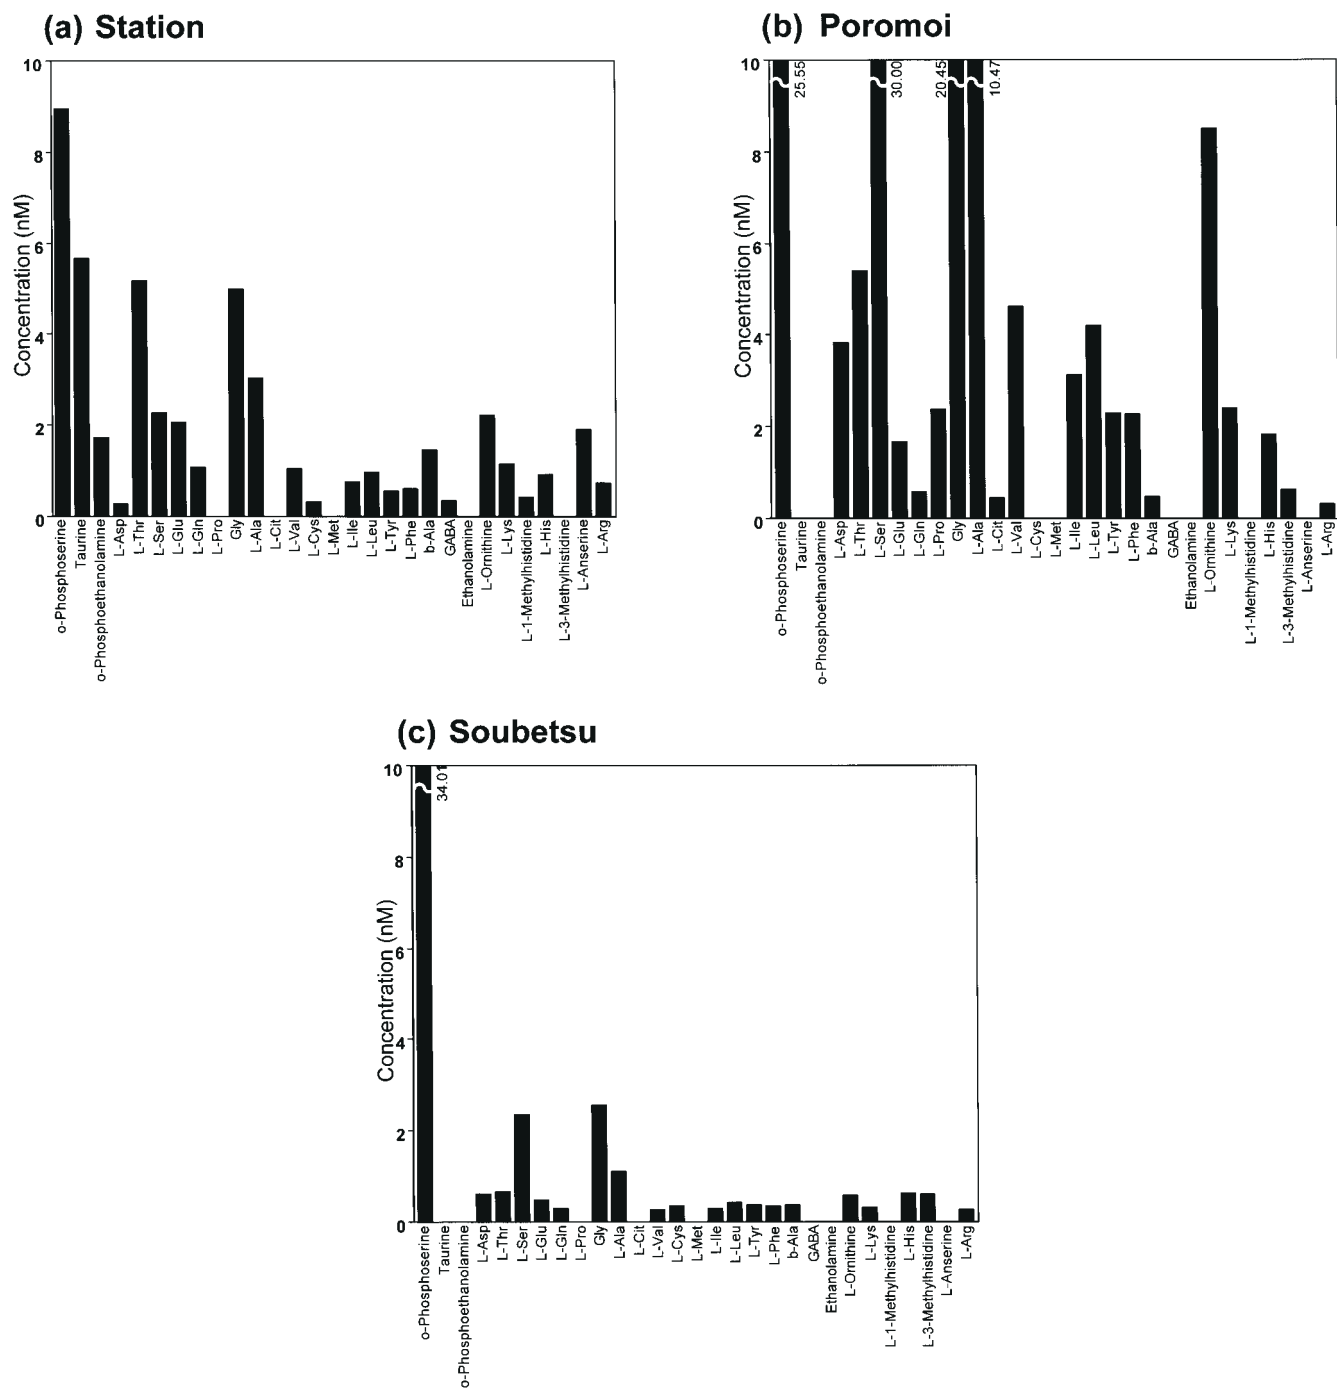 (a) Station
Concentration (nM)
10
8
6
4
2
0
o-Phosphoserine
Taurine
o-Phosphoethanolamine
L-Asp
L-Thr
L-Ser
L-Glu
L-Gln
L-Pro
Gly
L-Ala
L-Cit
L-Val
L-Cys
L-Met
L-Ile
L-Leu
L-Tyr
L-Phe
b-Ala
GABA
Ethanolamine
L-Ornithine
L-Lys
L-1-Methylhistidine
L-His
L-3-Methylhistidine
L-Anserine
L-Arg
(b) Poromoi
Concentration (nM)
10
8
6
4
2
0
25.55
30.00
20.45
10.47
o-Phosphoserine
Taurine
o-Phosphoethanolamine
L-Asp
L-Thr
L-Ser
L-Glu
L-Gln
L-Pro
Gly
L-Ala
L-Cit
L-Val
L-Cys
L-Met
L-Ile
L-Leu
L-Tyr
L-Phe
b-Ala
GABA
Ethanolamine
L-Ornithine
L-Lys
L-1-Methylhistidine
L-His
L-3-Methylhistidine
L-Anserine
L-Arg
(c) Soubetsu
Concentration (nM)
10
8
6
4
2
0
34.01
o-Phosphoserine
Taurine
o-Phosphoethanolamine
L-Asp
L-Thr
L-Ser
L-Glu
L-Gln
L-Pro
Gly
L-Ala
L-Cit
L-Val
L-Cys
L-Met
L-Ile
L-Leu
L-Tyr
L-Phe
b-Ala
GABA
Ethanolamine
L-Ornithine
L-Lys
L-1-Methylhistidine
L-His
L-3-Methylhistidine
L-Anserine
L-Arg